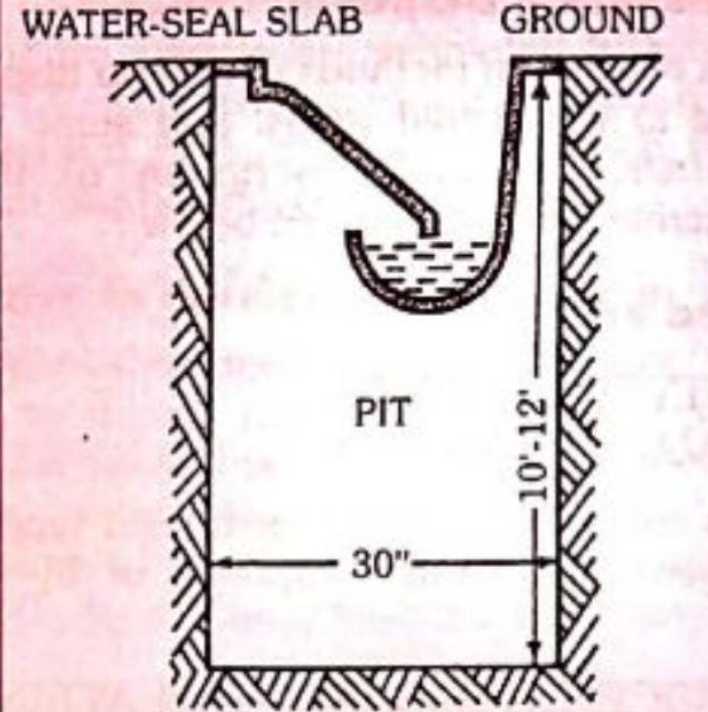 WATER-SEAL SLAB GROUND
PIT
10'-12'
30"